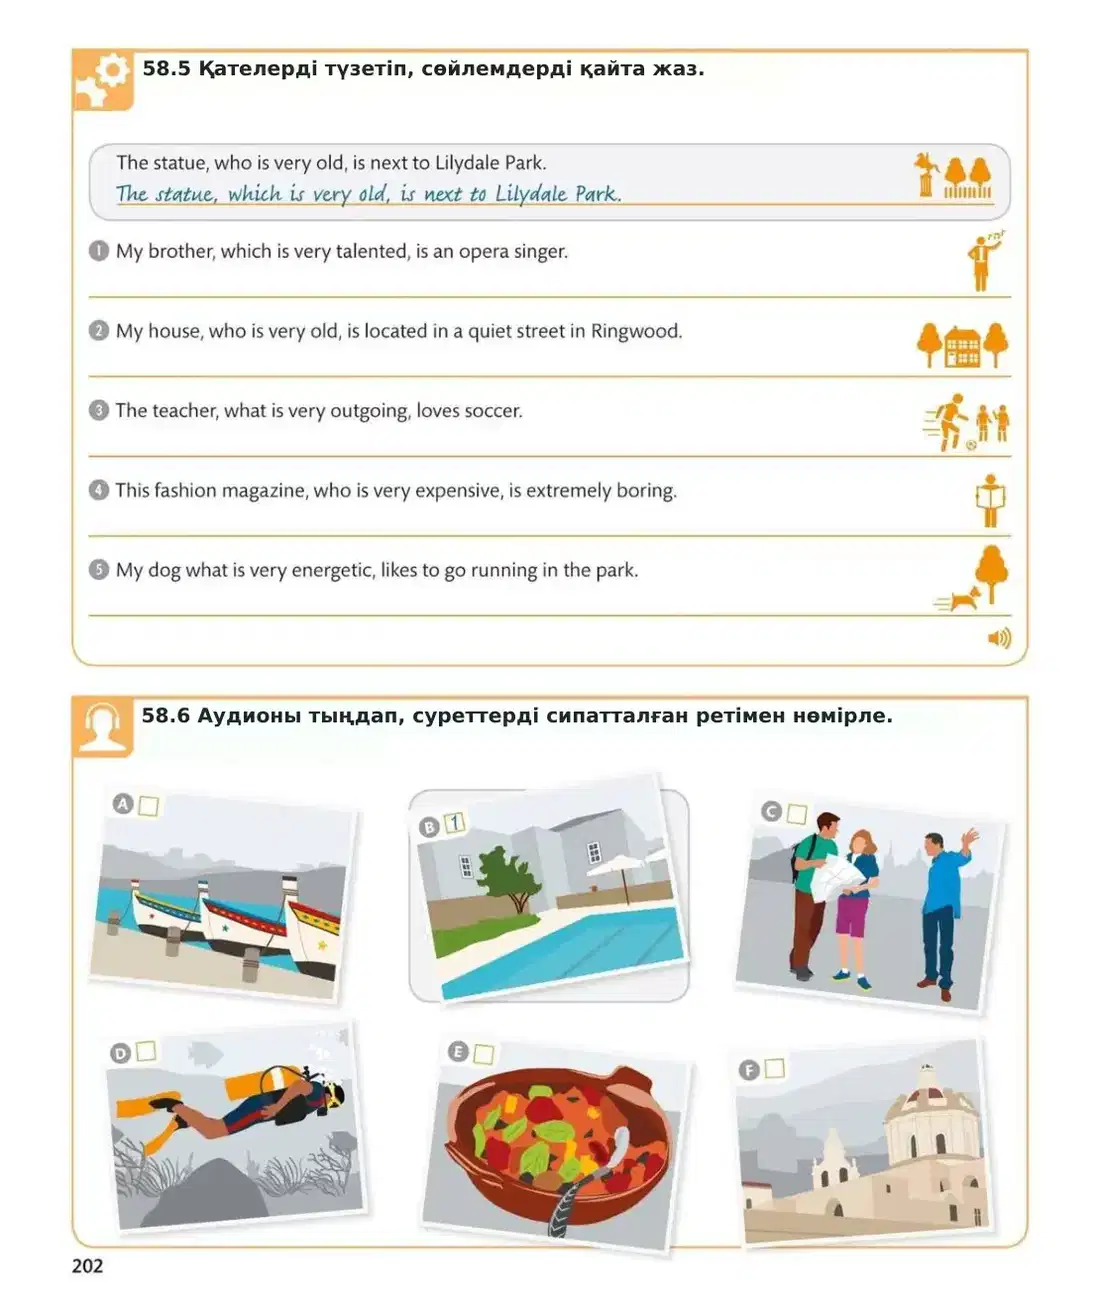 58.5 Қателерді түзетіп, сөйлемдерді қайта жаз.
The statue, who is very old, is next to Lilydale Park.
The statue, which is very old, is next to Lilydale Park.
1 My brother, which is very talented, is an opera singer.
2 My house, who is very old, is located in a quiet street in Ringwood.
3 The teacher, what is very outgoing, loves soccer.
4 This fashion magazine, who is very expensive, is extremely boring.
5 My dog what is very energetic, likes to go running in the park.
58.6 Аудионы тыңдап, суреттерді сипатталған ретімен нөмірле.
A
B 1
C
D
E
F
202